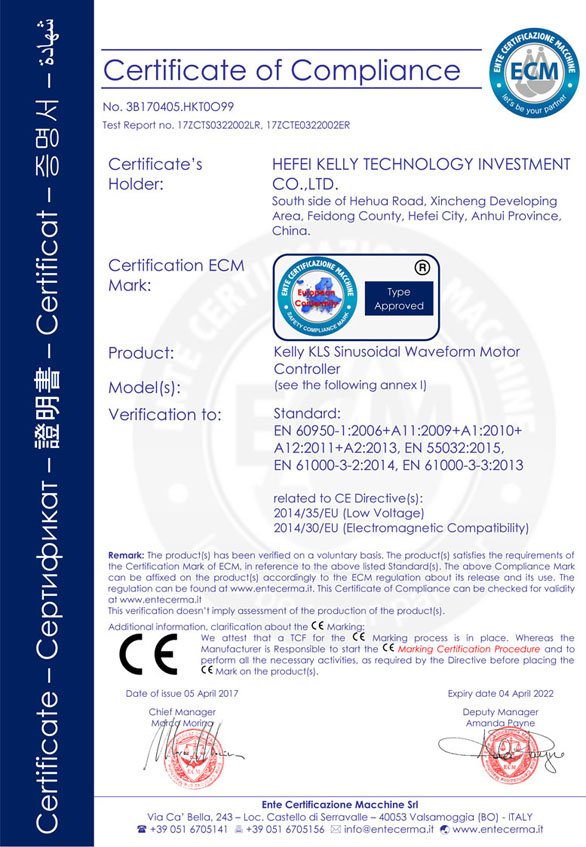 Certificate – Сертификат – 證明書 – Certificat – 증명서 – شهادة
Certificate of Compliance
ENTE CERTIFICAZIONE MACCHINE
ECM
let's be your partner
No. 3B170405.HKT0O99
Test Report no. 17ZCTS0322002LR, 17ZCTE0322002ER
Certificate's
Holder:
HEFEI KELLY TECHNOLOGY INVESTMENT
CO.,LTD.
South side of Hehua Road, Xincheng Developing
Area, Feidong County, Hefei City, Anhui Province,
China.
Certification ECM
Mark:
ENTE CERTIFICAZIONE MACCHINE
European
Conformity
SAFETY COMPLIANCE MARK
®
Type
Approved
Product:
Kelly KLS Sinusoidal Waveform Motor
Controller
Model(s):
(see the following annex I)
Verification to:
Standard:
EN 60950-1:2006+A11:2009+A1:2010+
A12:2011+A2:2013, EN 55032:2015,
EN 61000-3-2:2014, EN 61000-3-3:2013
related to CE Directive(s):
2014/35/EU (Low Voltage)
2014/30/EU (Electromagnetic Compatibility)
Remark: The product(s) has been verified on a voluntary basis. The product(s) satisfies the requirements of
the Certification Mark of ECM, in reference to the above listed Standard(s). The above Compliance Mark
can be affixed on the product(s) accordingly to the ECM regulation about its release and its use. The
regulation can be found at www.entecerma.it. This Certificate of Compliance can be checked for validity
at www.entecerma.it
This verification doesn't imply assessment of the production of the product(s).
Additional information, clarification about the CE Marking:
CE
We attest that a TCF for the CE Marking process is in place. Whereas the
Manufacturer is Responsible to start the CE Marking Certification Procedure and to
perform all the necessary activities, as required by the Directive before placing the
CE Mark on the product(s).
Date of issue 05 April 2017
Expiry date 04 April 2022
Chief Manager
Marco Morina
Deputy Manager
Amanda Payne
ECM
ECM
Ente Certificazione Macchine Srl
Via Ca' Bella, 243 – Loc. Castello di Serravalle – 40053 Valsamoggia (BO) - ITALY
☎ +39 051 6705141 +39 051 6705156 ✉ info@entecerma.it www.entecerma.it